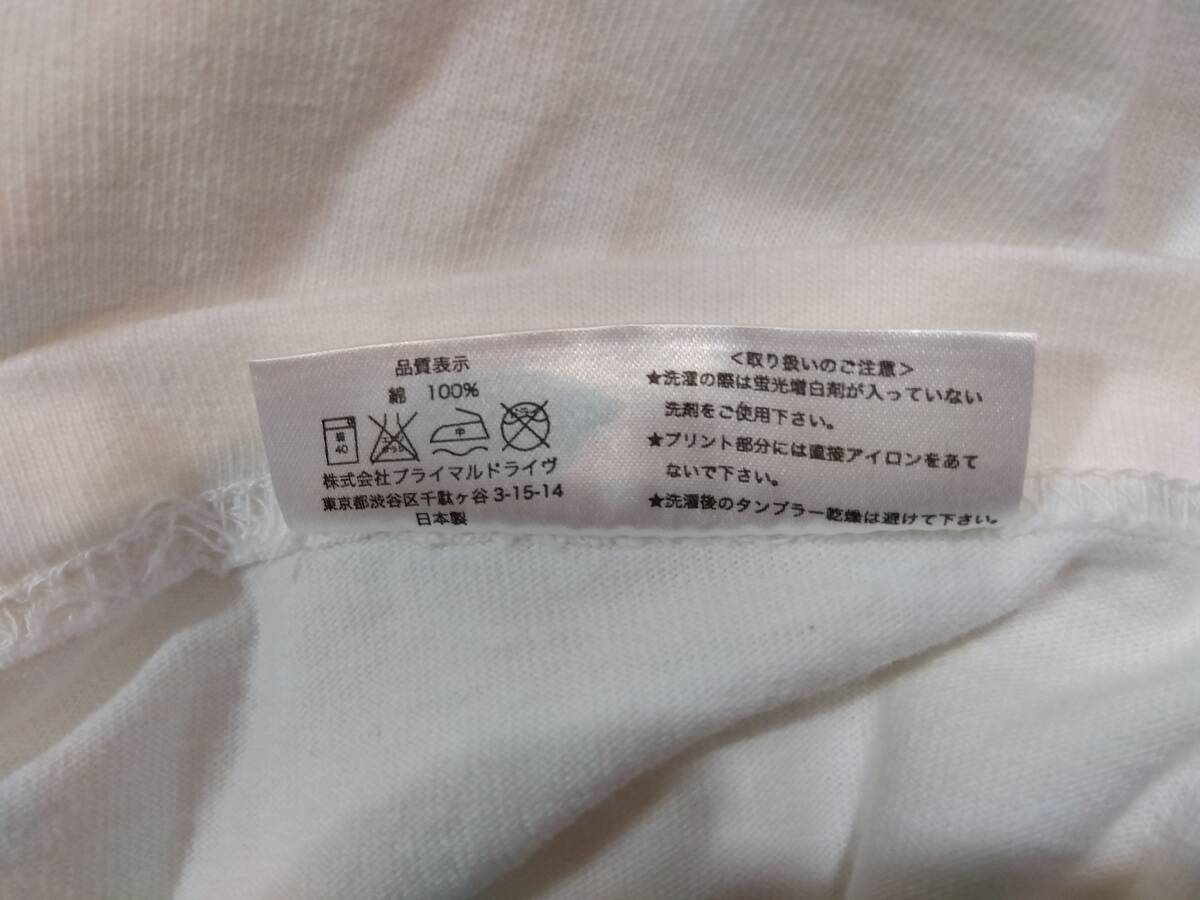 品質表示
綿 100%
40
中
株式会社プライマルドライヴ
東京都渋谷区千駄ヶ谷 3-15-14
日本製
<取り扱いのご注意>
★洗濯の際は蛍光増白剤が入っていない
洗剤をご使用下さい。
★プリント部分には直接アイロンをあて
ないで下さい。
★洗濯後のタンブラー乾燥は避けて下さい。